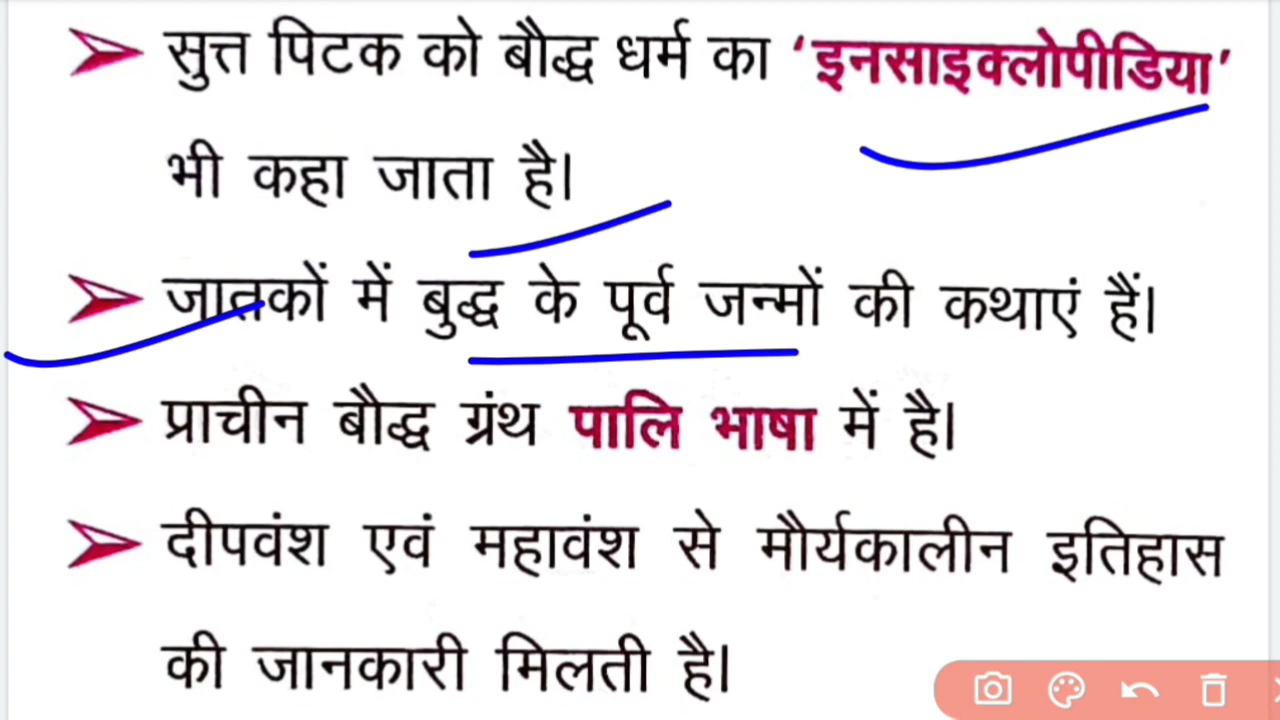 सुत्त पिटक को बौद्ध धर्म का ‘इनसाइक्लोपीडिया’
भी कहा जाता है।
जातकों में बुद्ध के पूर्व जन्मों की कथाएं हैं।
प्राचीन बौद्ध ग्रंथ पालि भाषा में है।
दीपवंश एवं महावंश से मौर्यकालीन इतिहास
की जानकारी मिलती है।